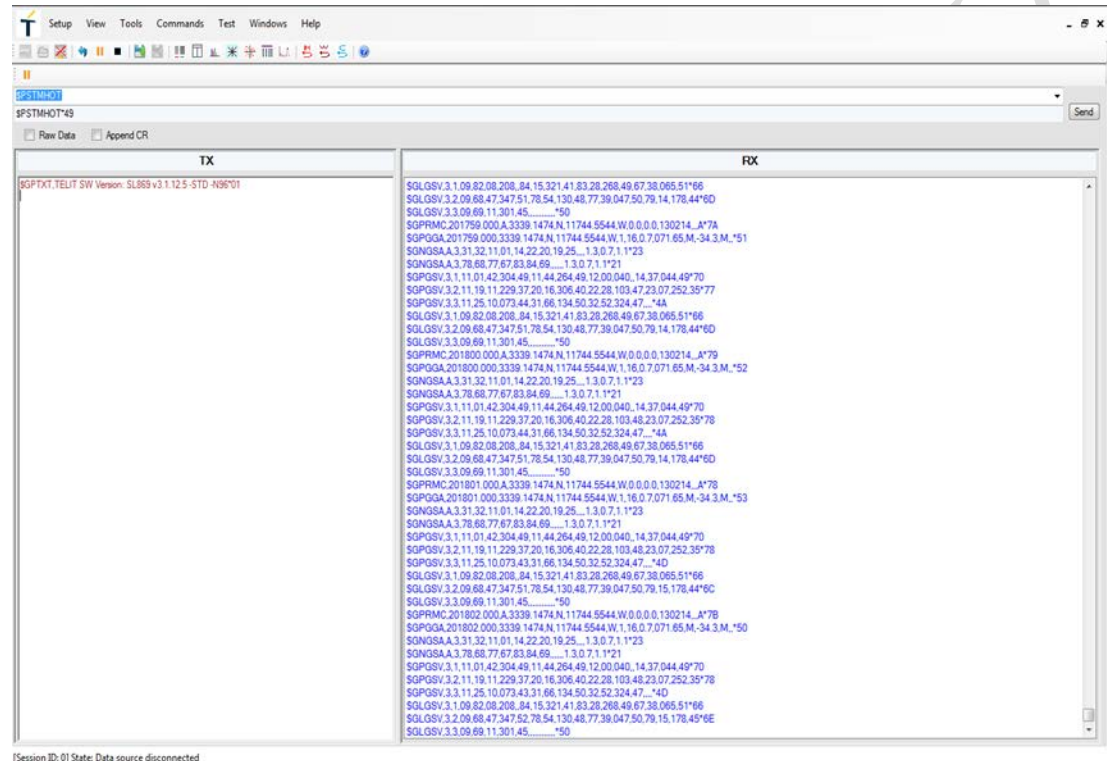 Setup View Tools Commands Test Windows Help
$PSTMHOT
$PSTMHOT*49
Send
Raw Data Append CR
TX
RX
$GPTXT,TELIT SW Version: SL869 v3.1.12.5 -STD -N96*01
$GLGSV,3,1,09,82,08,208,,84,15,321,41,83,28,268,49,67,38,065,51*66
$GLGSV,3,2,09,68,47,347,51,78,54,130,48,77,39,047,50,79,14,178,44*6D
$GLGSV,3,3,09,69,11,301,45,,,,,,,,,,,,*50
$GPRMC,201759.000,A,3339.1474,N,11744.5544,W,0.0,0.0,130214,,,A*7A
$GPGGA,201759.000,3339.1474,N,11744.5544,W,1,16,0.7,071.65,M,-34.3,M,,*51
$GNGSA,A,3,31,32,11,01,14,22,20,19,25,,,,1.3,0.7,1.1*23
$GNGSA,A,3,78,68,77,67,83,84,69,,,,,,1.3,0.7,1.1*21
$GPGSV,3,1,11,01,42,304,49,11,44,264,49,12,00,040,,14,37,044,49*70
$GPGSV,3,2,11,19,11,229,37,20,16,306,40,22,28,103,47,23,07,252,35*77
$GPGSV,3,3,11,25,10,073,44,31,66,134,50,32,52,324,47,,,,*4A
$GLGSV,3,1,09,82,08,208,,84,15,321,41,83,28,268,49,67,38,065,51*66
$GLGSV,3,2,09,68,47,347,51,78,54,130,48,77,39,047,50,79,14,178,44*6D
$GLGSV,3,3,09,69,11,301,45,,,,,,,,,,,,*50
$GPRMC,201800.000,A,3339.1474,N,11744.5544,W,0.0,0.0,130214,,,A*79
$GPGGA,201800.000,3339.1474,N,11744.5544,W,1,16,0.7,071.65,M,-34.3,M,,*52
$GNGSA,A,3,31,32,11,01,14,22,20,19,25,,,,1.3,0.7,1.1*23
$GNGSA,A,3,78,68,77,67,83,84,69,,,,,,1.3,0.7,1.1*21
$GPGSV,3,1,11,01,42,304,49,11,44,264,49,12,00,040,,14,37,044,49*70
$GPGSV,3,2,11,19,11,229,37,20,16,306,40,22,28,103,48,23,07,252,35*78
$GPGSV,3,3,11,25,10,073,44,31,66,134,50,32,52,324,47,,,,*4A
$GLGSV,3,1,09,82,08,208,,84,15,321,41,83,28,268,49,67,38,065,51*66
$GLGSV,3,2,09,68,47,347,51,78,54,130,48,77,39,047,50,79,14,178,44*6D
$GLGSV,3,3,09,69,11,301,45,,,,,,,,,,,,*50
$GPRMC,201801.000,A,3339.1474,N,11744.5544,W,0.0,0.0,130214,,,A*78
$GPGGA,201801.000,3339.1474,N,11744.5544,W,1,16,0.7,071.65,M,-34.3,M,,*53
$GNGSA,A,3,31,32,11,01,14,22,20,19,25,,,,1.3,0.7,1.1*23
$GNGSA,A,3,78,68,77,67,83,84,69,,,,,,1.3,0.7,1.1*21
$GPGSV,3,1,11,01,42,304,49,11,44,264,49,12,00,040,,14,37,044,49*70
$GPGSV,3,2,11,19,11,229,37,20,16,306,40,22,28,103,48,23,07,252,35*78
$GPGSV,3,3,11,25,10,073,43,31,66,134,50,32,52,324,47,,,,*4D
$GLGSV,3,1,09,82,08,208,,84,15,321,41,83,28,268,49,67,38,065,51*66
$GLGSV,3,2,09,68,47,347,51,78,54,130,48,77,39,047,50,79,15,178,44*6C
$GLGSV,3,3,09,69,11,301,45,,,,,,,,,,,,*50
$GPRMC,201802.000,A,3339.1474,N,11744.5544,W,0.0,0.0,130214,,,A*7B
$GPGGA,201802.000,3339.1474,N,11744.5544,W,1,16,0.7,071.65,M,-34.3,M,,*50
$GNGSA,A,3,31,32,11,01,14,22,20,19,25,,,,1.3,0.7,1.1*23
$GNGSA,A,3,78,68,77,67,83,84,69,,,,,,1.3,0.7,1.1*21
$GPGSV,3,1,11,01,42,304,49,11,44,264,49,12,00,040,,14,37,044,49*70
$GPGSV,3,2,11,19,11,229,37,20,16,306,40,22,28,103,48,23,07,252,35*78
$GPGSV,3,3,11,25,10,073,43,31,66,134,50,32,52,324,47,,,,*4D
$GLGSV,3,1,09,82,08,208,,84,15,321,41,83,28,268,49,67,38,065,51*66
$GLGSV,3,2,09,68,47,347,52,78,54,130,48,77,39,047,50,79,15,178,45*6E
$GLGSV,3,3,09,69,11,301,45,,,,,,,,,,,,*50
[Session ID: 0] State: Data source disconnected